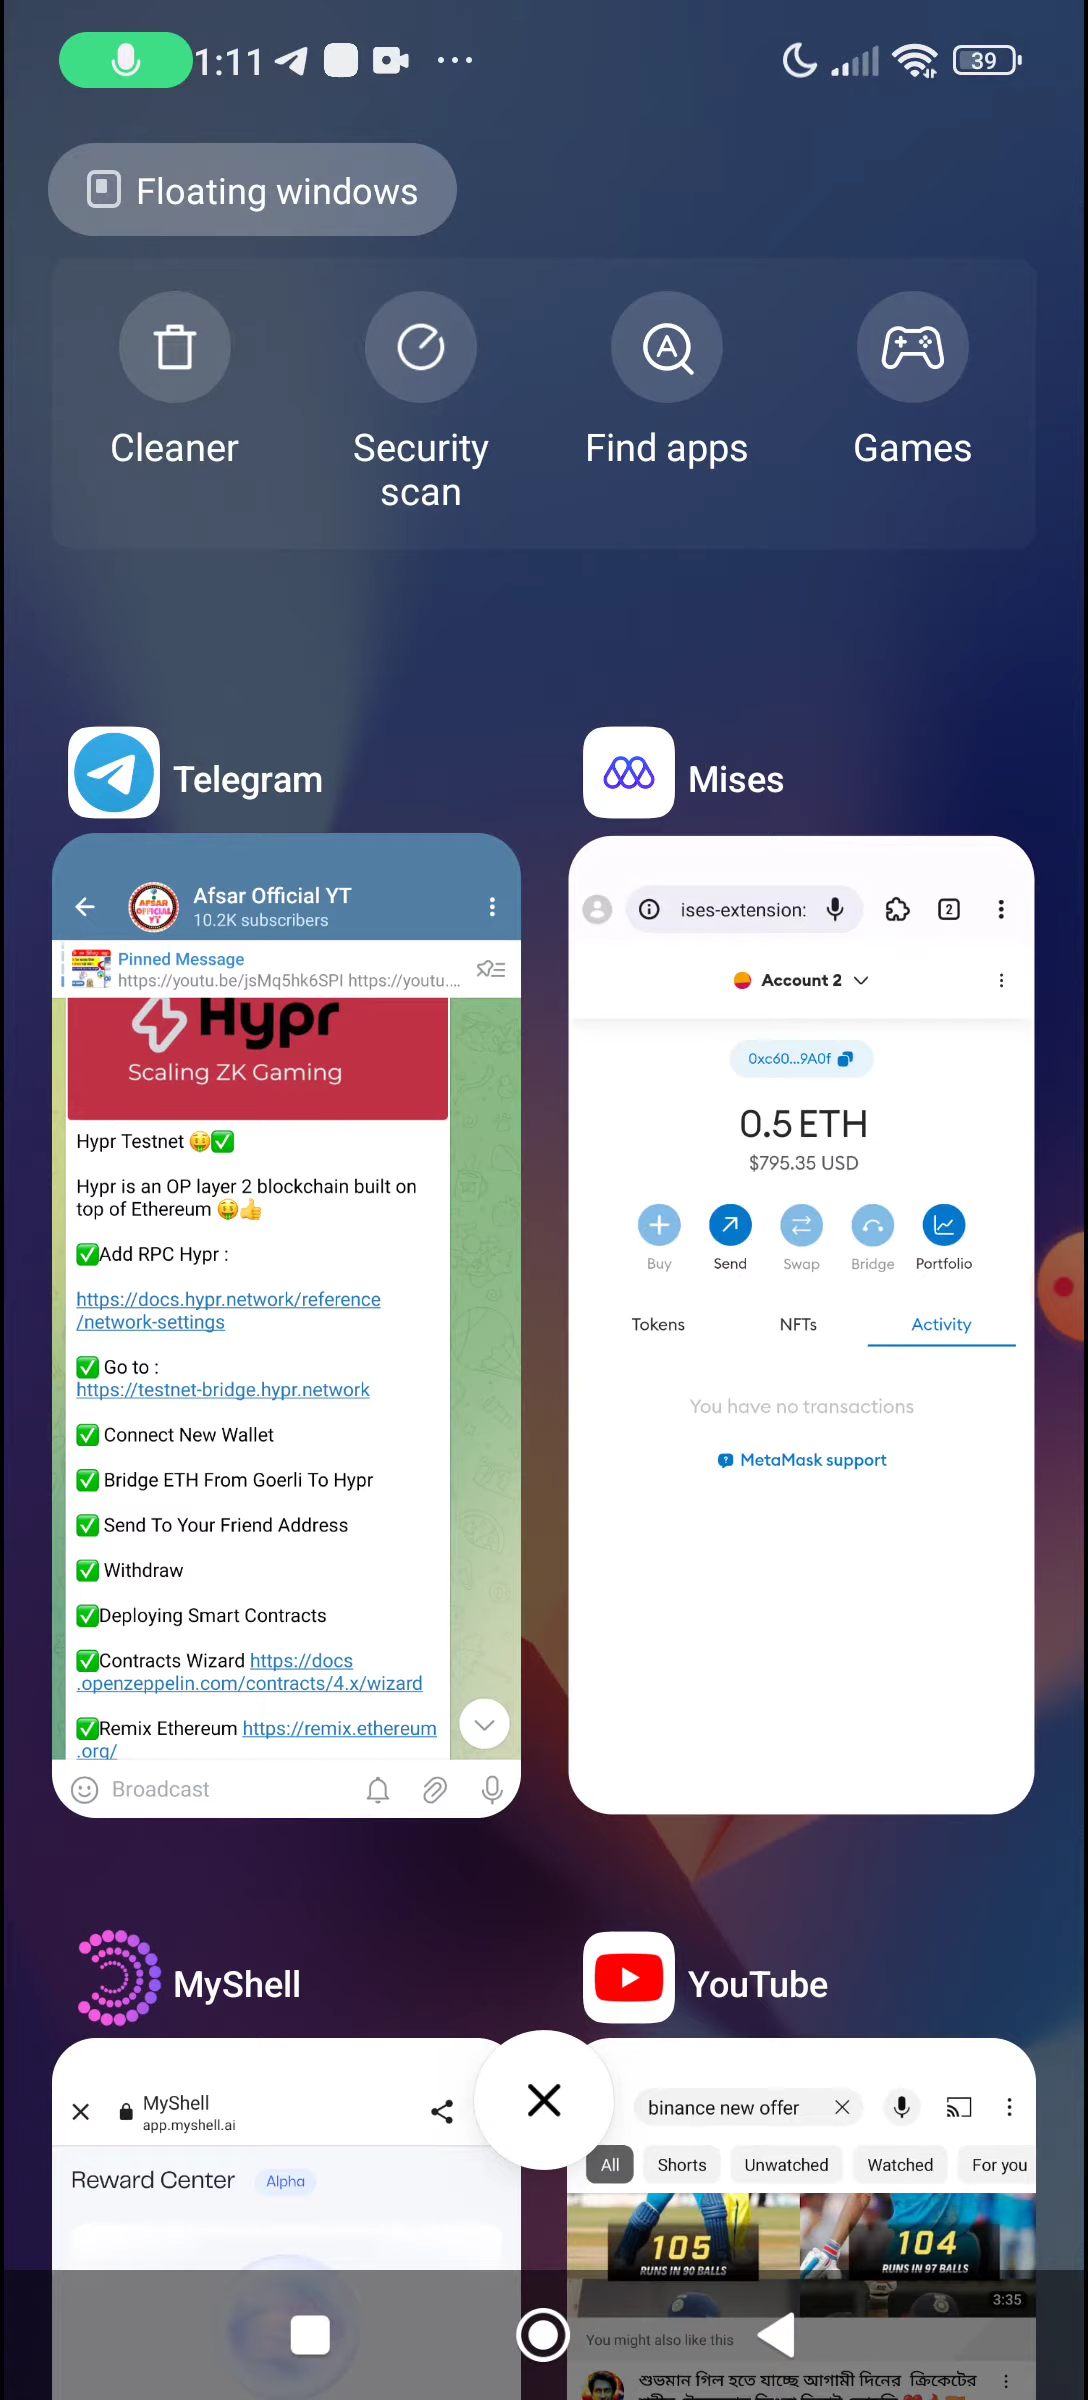 1:11
39
Floating windows
Cleaner
Security scan
Find apps
Games
Telegram
Afsar Official YT
10.2K subscribers
Pinned Message
https://youtu.be/jsMq5hk6SPI https://youtu....
Hypr
Scaling ZK Gaming
Hypr Testnet 🤑✅
Hypr is an OP layer 2 blockchain built on
top of Ethereum 🤑👍
✅Add RPC Hypr :
https://docs.hypr.network/reference
/network-settings
✅ Go to :
https://testnet-bridge.hypr.network
✅ Connect New Wallet
✅ Bridge ETH From Goerli To Hypr
✅ Send To Your Friend Address
✅ Withdraw
✅Deploying Smart Contracts
✅Contracts Wizard https://docs
.openzeppelin.com/contracts/4.x/wizard
✅Remix Ethereum https://remix.ethereum
.org/
Broadcast
Mises
ises-extension:
2
Account 2
0xc60...9A0f
0.5 ETH
$795.35 USD
Buy
Send
Swap
Bridge
Portfolio
Tokens
NFTs
Activity
You have no transactions
MetaMask support
MyShell
MyShell
app.myshell.ai
Reward Center
Alpha
YouTube
binance new offer
All
Shorts
Unwatched
Watched
For you
105
RUNS IN 90 BALLS
104
RUNS IN 97 BALLS
3:35
You might also like this
শুভমান গিল হতে যাচ্ছে আগামী দিনের ক্রিকেটের